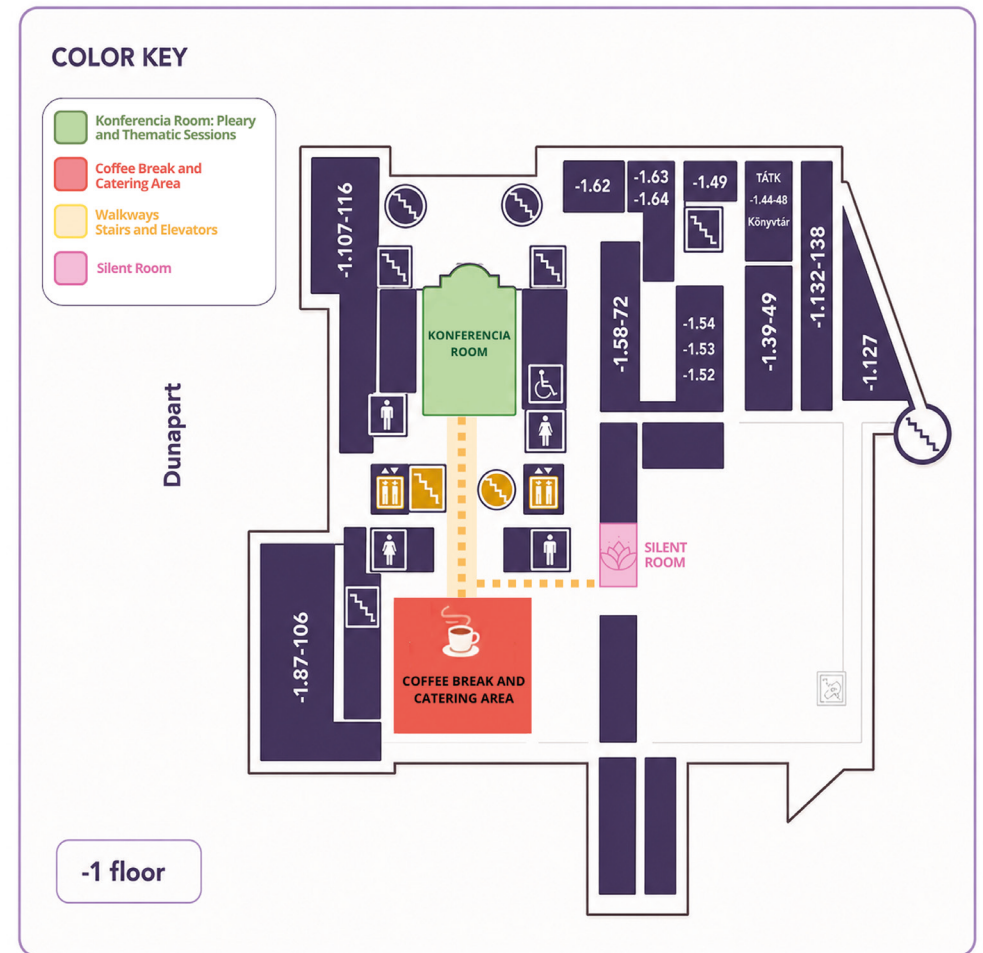 COLOR KEY
Konferencia Room: Pleary
and Thematic Sessions
Coffee Break and
Catering Area
Walkways
Stairs and Elevators
Silent Room
-1.107-116
-1.62
-1.63
-1.64
-1.49
TÁTK
-1.44-48
Könyvtár
-1.132-138
-1.127
-1.58-72
-1.54
-1.53
-1.52
-1.39-49
KONFERENCIA
ROOM
Dunapart
SILENT
ROOM
-1.87-106
COFFEE BREAK AND
CATERING AREA
-1 floor